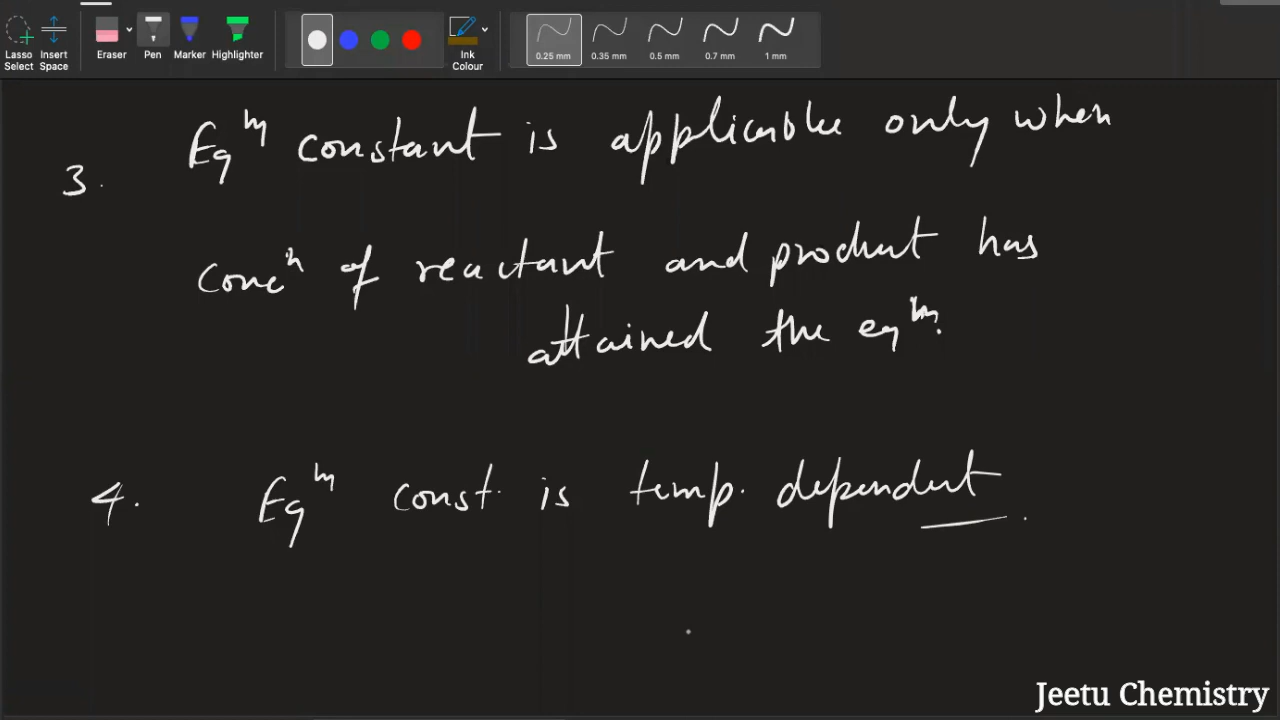 Lasso Select
Insert Space
Eraser
Pen
Marker
Highlighter
Ink Colour
0.25 mm
0.35 mm
0.5 mm
0.7 mm
1 mm
3. Eqᵐ constant is applicable only when
concⁿ of reactant and product has
attained the eqᵐ.
4. Eqᵐ const. is temp. dependent.
Jeetu Chemistry